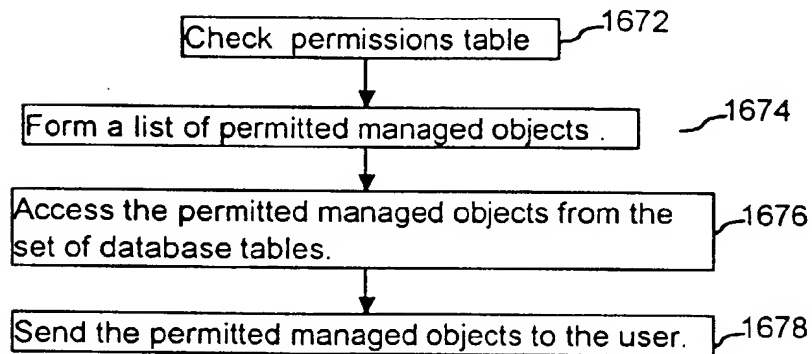 Check permissions table
1672
Form a list of permitted managed objects .
1674
Access the permitted managed objects from the
set of database tables.
1676
Send the permitted managed objects to the user.
1678